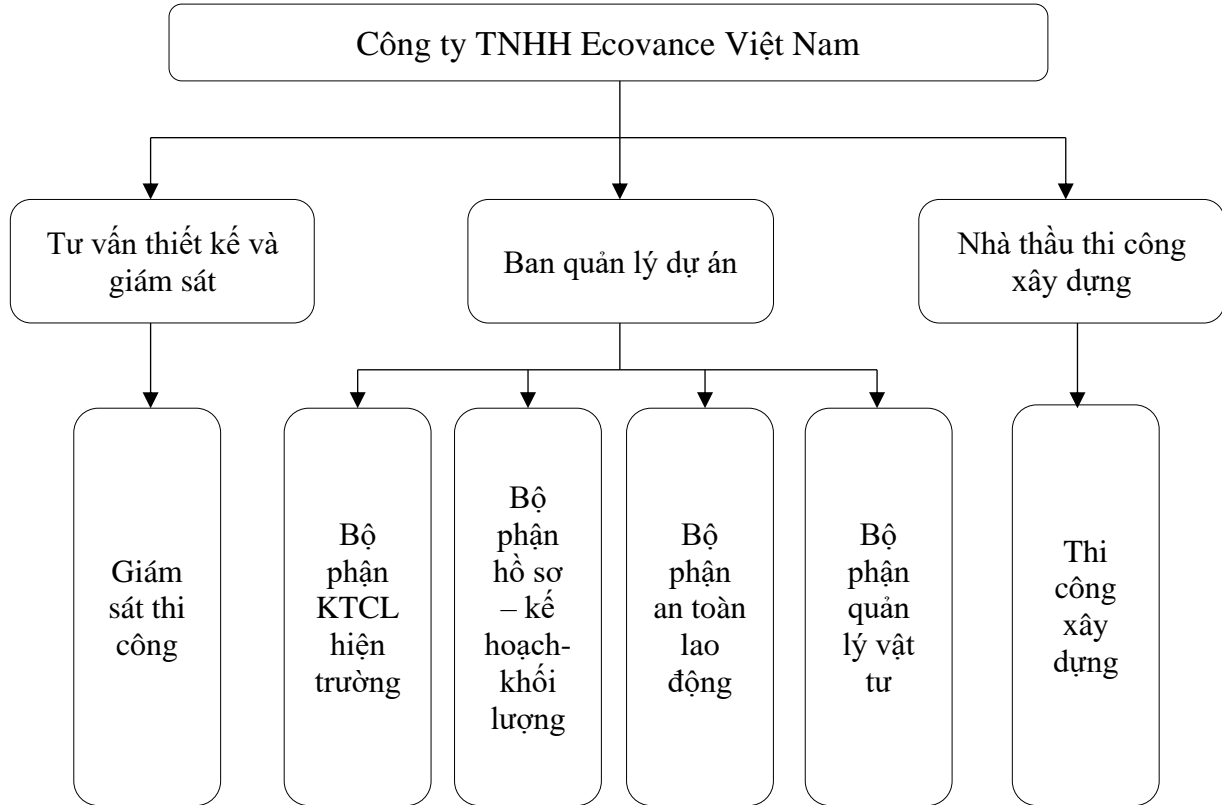 Công ty TNHH Ecovance Việt Nam
Tư vấn thiết kế và
giám sát
Ban quản lý dự án
Nhà thầu thi công
xây dựng
Giám
sát thi
công
Bộ
phận
KTCL
hiện
trường
Bộ
phận
hồ sơ
– kế
hoạch-
khối
lượng
Bộ
phận
an toàn
lao
động
Bộ
phận
quản
lý vật
tư
Thi
công
xây
dựng